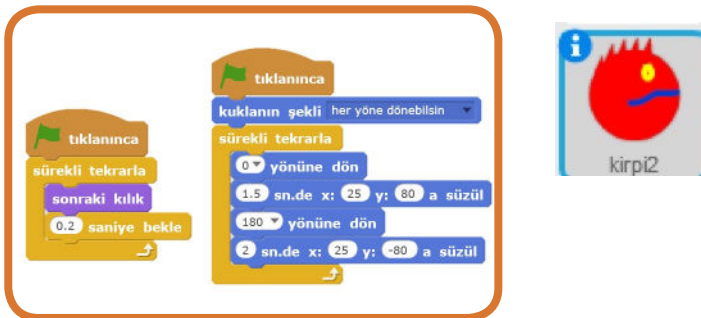 tıklanınca
sürekli tekrarla
sonraki kılık
0.2 saniye bekle
tıklanınca
kuklanın şekli her yöne dönebilsin
sürekli tekrarla
0 yönüne dön
1.5 sn.de x: 25 y: 80 a süzül
180 yönüne dön
2 sn.de x: 25 y: -80 a süzül
i
kirpi2